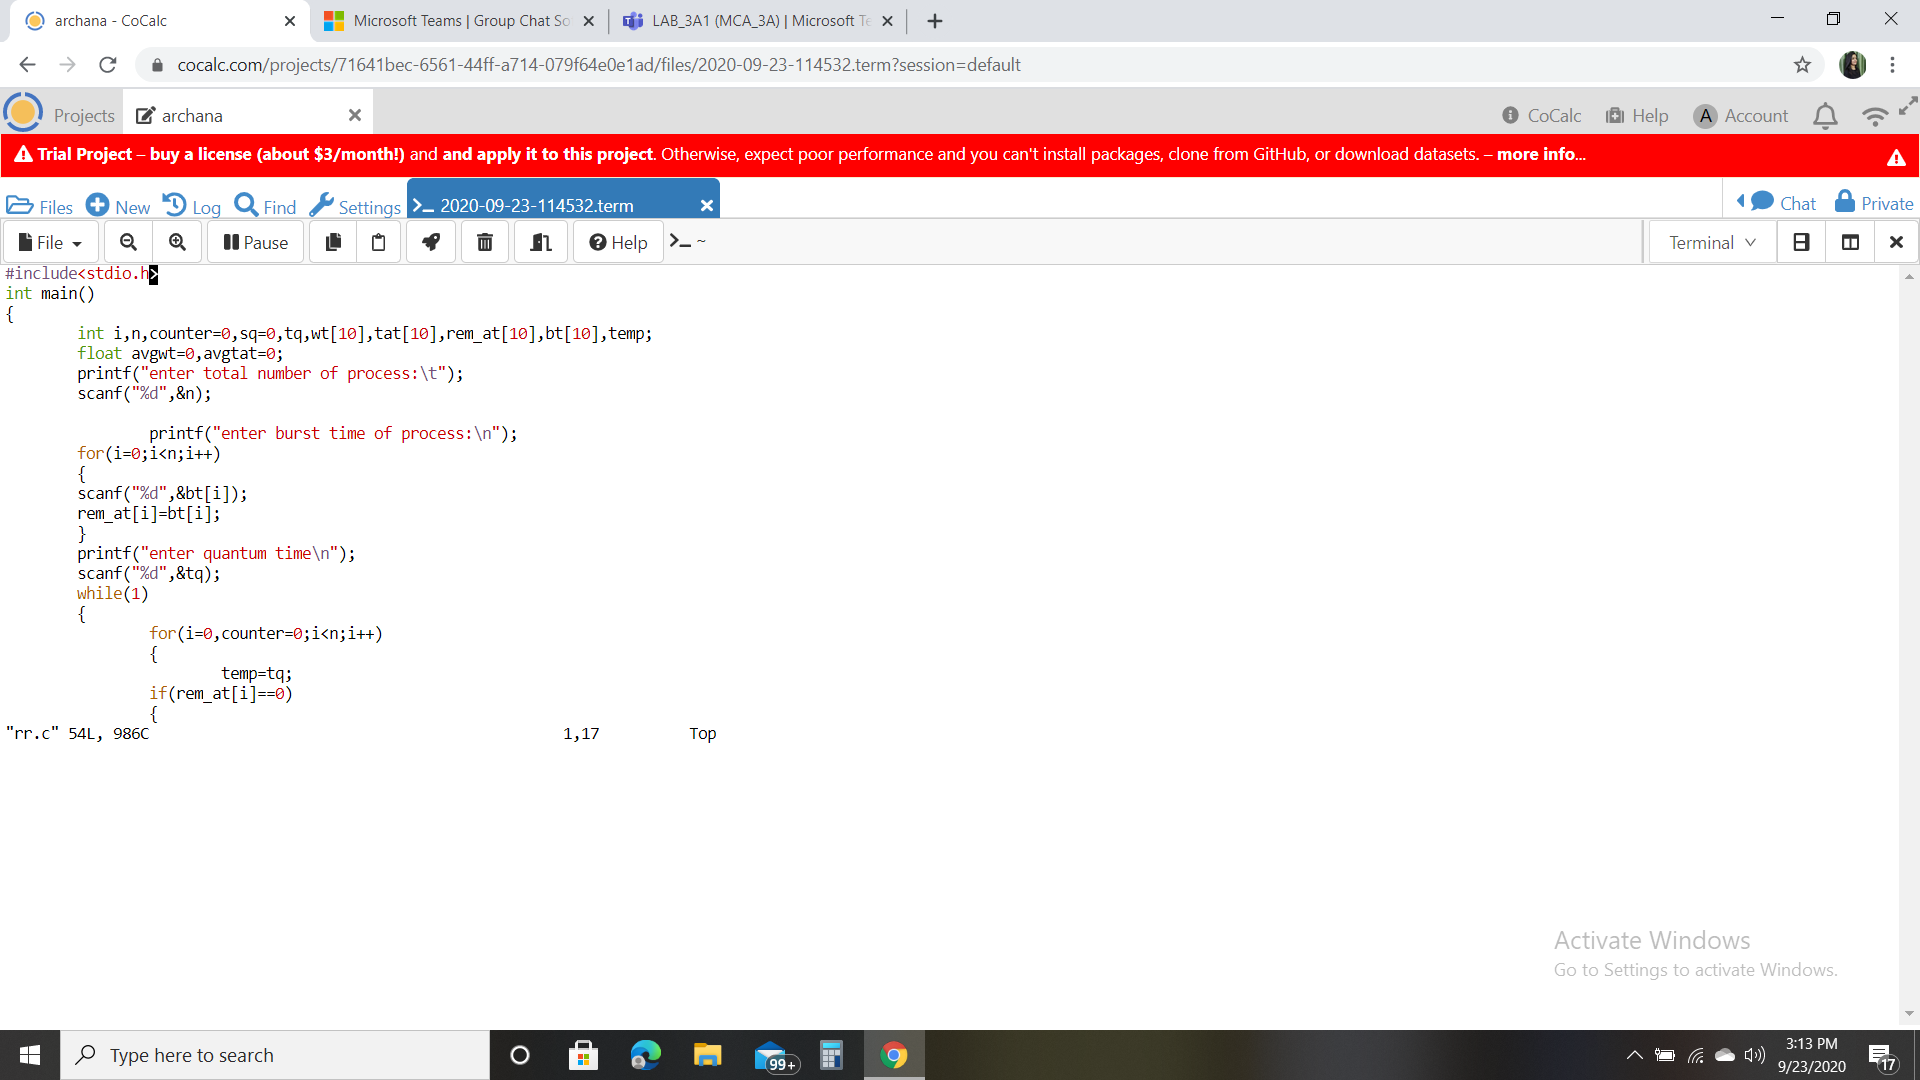 archana - CoCalc
Microsoft Teams | Group Chat So
LAB_3A1 (MCA_3A) | Microsoft Te
cocalc.com/projects/71641bec-6561-44ff-a714-079f64e0e1ad/files/2020-09-23-114532.term?session=default
Projects
archana
CoCalc
Help
A Account
Trial Project – buy a license (about $3/month!) and and apply it to this project. Otherwise, expect poor performance and you can't install packages, clone from GitHub, or download datasets. – more info...
Files
New
Log
Find
Settings
2020-09-23-114532.term
Chat
Private
File
Pause
Help
>_ ~
Terminal
#include<stdio.h>
int main()
{
int i,n,counter=0,sq=0,tq,wt[10],tat[10],rem_at[10],bt[10],temp;
float avgwt=0,avgtat=0;
printf("enter total number of process:\t");
scanf("%d",&n);
printf("enter burst time of process:\n");
for(i=0;i<n;i++)
{
scanf("%d",&bt[i]);
rem_at[i]=bt[i];
}
printf("enter quantum time\n");
scanf("%d",&tq);
while(1)
{
for(i=0,counter=0;i<n;i++)
{
temp=tq;
if(rem_at[i]==0)
{
"rr.c" 54L, 986C 1,17 Top
Activate Windows
Go to Settings to activate Windows.
Type here to search
99+
3:13 PM
9/23/2020
17